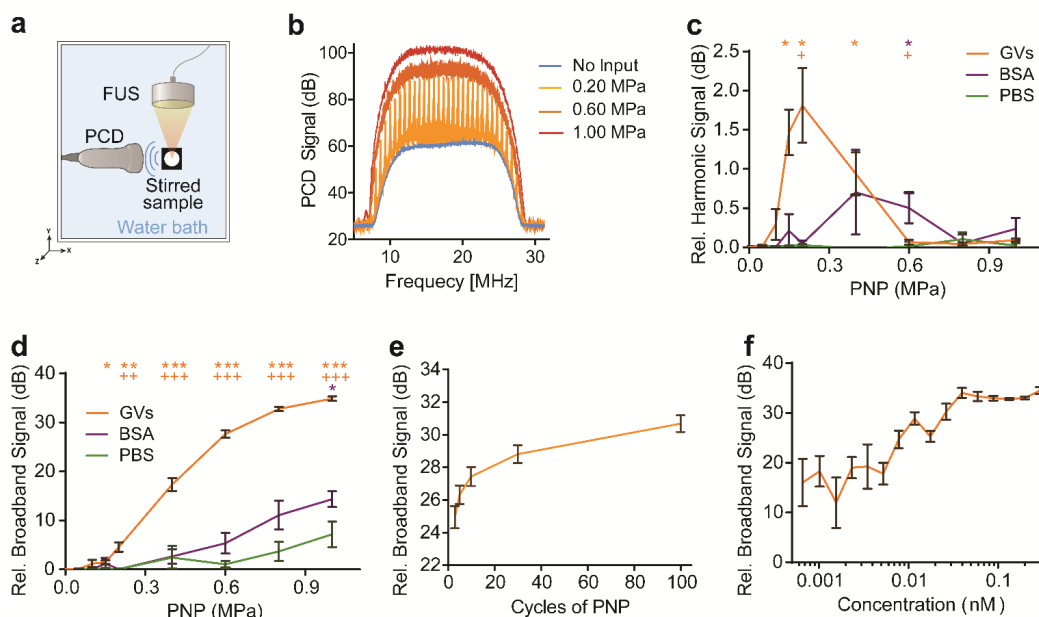 a
FUS
PCD
Stirred
sample
Water bath
Y
X
Z
b
PCD Signal (dB)
100
80
60
40
20
10
20
30
Frequecy [MHz]
No Input
0.20 MPa
0.60 MPa
1.00 MPa
c
* * * *
+ +
Rel. Harmonic Signal (dB)
2.5
2.0
1.5
1.0
0.5
0.0
0.0
0.3
0.6
0.9
PNP (MPa)
GVs
BSA
PBS
d
* ** *** *** *** ***
++ +++ +++ +++ +++
*
Rel. Broadband Signal (dB)
40
30
20
10
0
0.0
0.3
0.6
0.9
PNP (MPa)
GVs
BSA
PBS
e
Rel. Broadband Signal (dB)
34
32
30
28
26
24
22
0
20
40
60
80
100
Cycles of PNP
f
Rel. Broadband Signal (dB)
50
40
30
20
10
0
0.001
0.01
0.1
Concentration (nM)